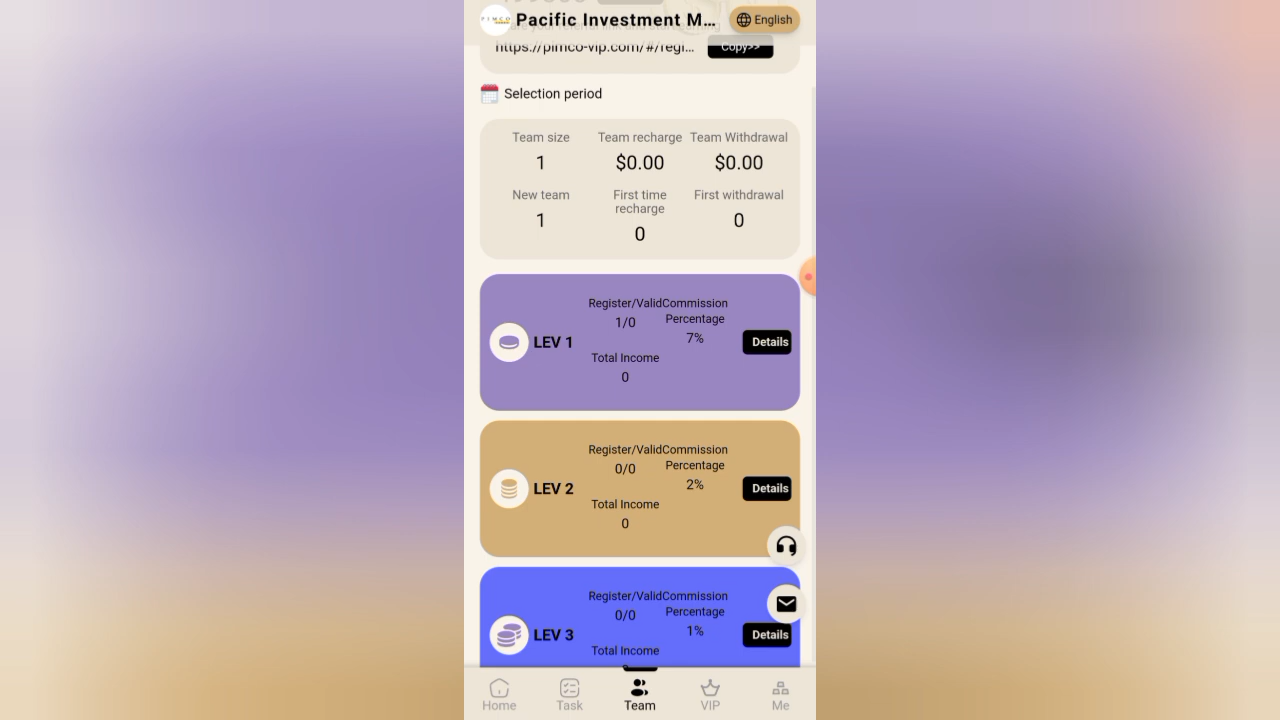 PIMCO
Pacific Investment M...
English
https://pimco-vip.com/#/regi...
Copy>>
Selection period
Team size
Team recharge
Team Withdrawal
1
$0.00
$0.00
New team
First time
recharge
First withdrawal
1
0
0
LEV 1
Register/Valid
1/0
Commission
Percentage
7%
Total Income
0
Details
LEV 2
Register/Valid
0/0
Commission
Percentage
2%
Total Income
0
Details
LEV 3
Register/Valid
0/0
Commission
Percentage
1%
Total Income
Details
Home
Task
Team
VIP
Me